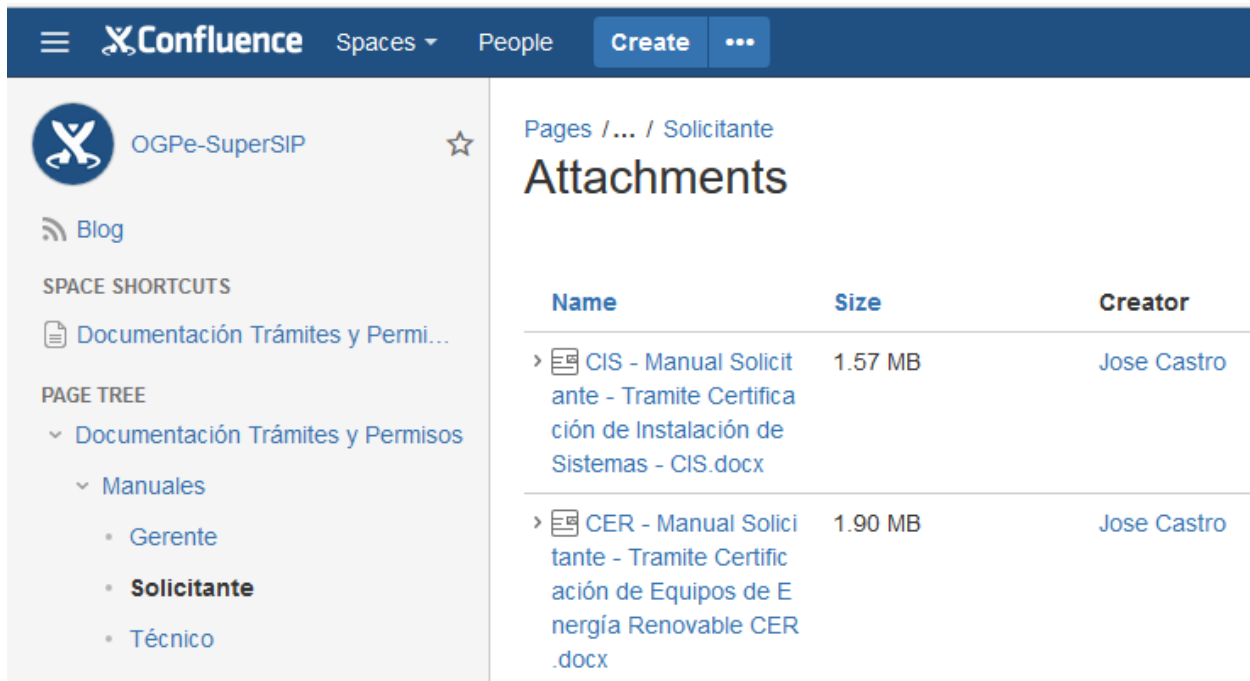 Confluence Spaces People Create •••
OGPe-SuperSIP
Blog
SPACE SHORTCUTS
Documentación Trámites y Permi...
PAGE TREE
Documentación Trámites y Permisos
Manuales
Gerente
Solicitante
Técnico
Pages /... / Solicitante
Attachments
Name Size Creator
CIS - Manual Solicit 1.57 MB Jose Castro
ante - Tramite Certifica
ción de Instalación de
Sistemas - CIS.docx
CER - Manual Solici 1.90 MB Jose Castro
tante - Tramite Certific
ación de Equipos de E
nergía Renovable CER
.docx